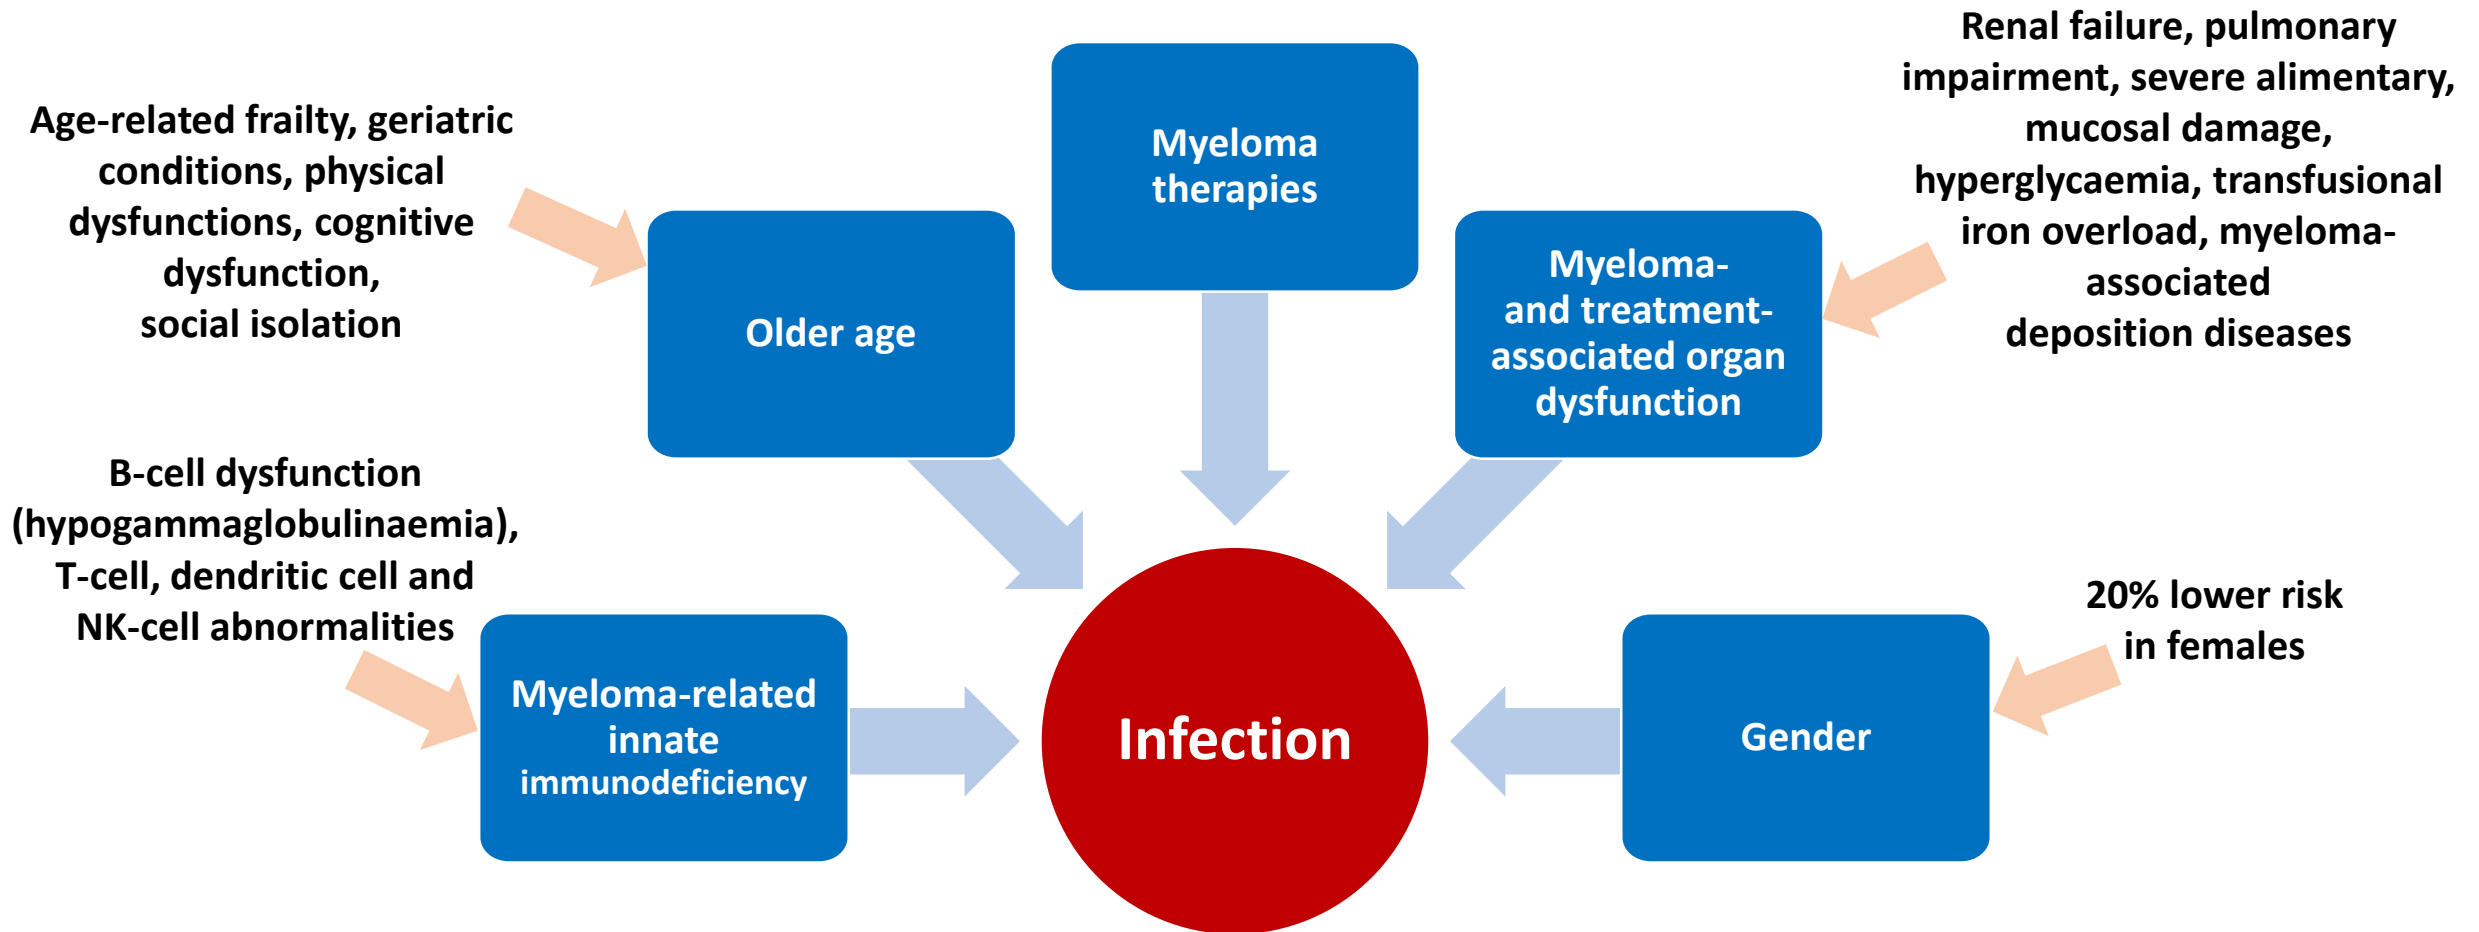 Age-related frailty, geriatric
conditions, physical
dysfunctions, cognitive
dysfunction,
social isolation
Older age
Myeloma
therapies
Myeloma-
and treatment-
associated organ
dysfunction
Renal failure, pulmonary
impairment, severe alimentary,
mucosal damage,
hyperglycaemia, transfusional
iron overload, myeloma-
associated
deposition diseases
B-cell dysfunction
(hypogammaglobulinaemia),
T-cell, dendritic cell and
NK-cell abnormalities
Myeloma-related
innate
immunodeficiency
Infection
Gender
20% lower risk
in females